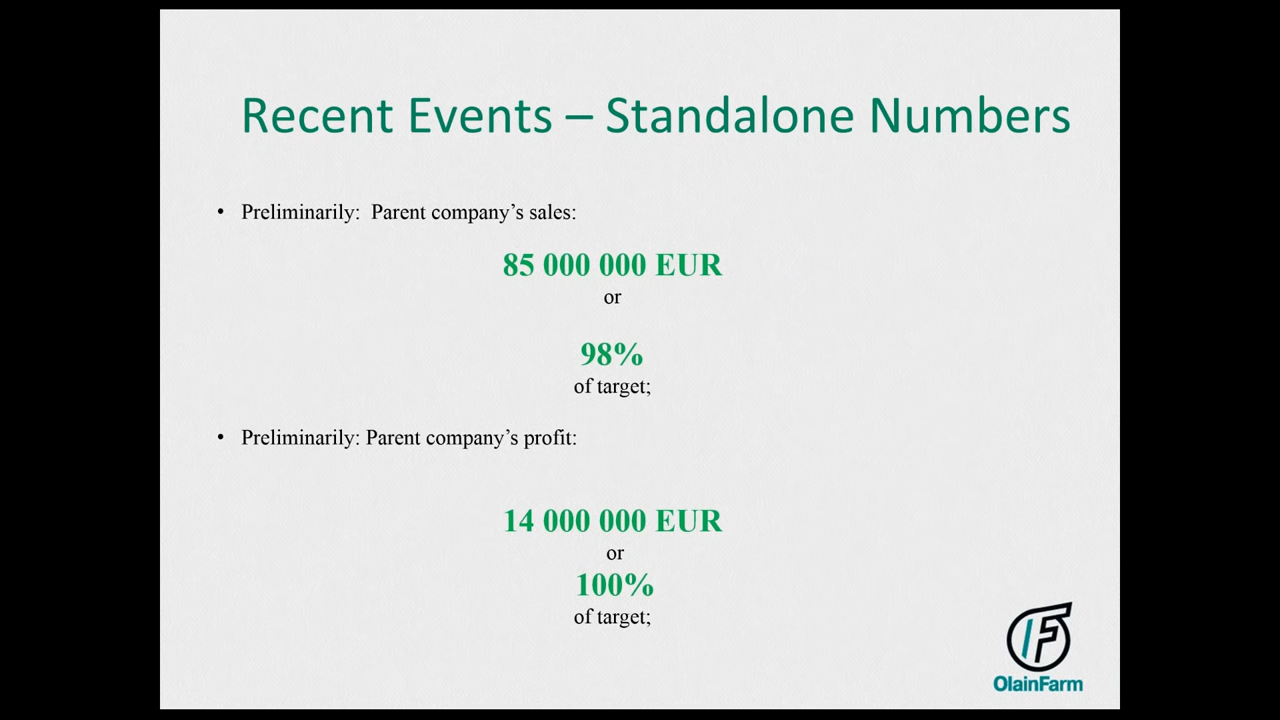 Recent Events – Standalone Numbers
• Preliminarily:  Parent company’s sales:
85 000 000 EUR
or
98%
of target;
• Preliminarily: Parent company’s profit:
14 000 000 EUR
or
100%
of target;
OlainFarm